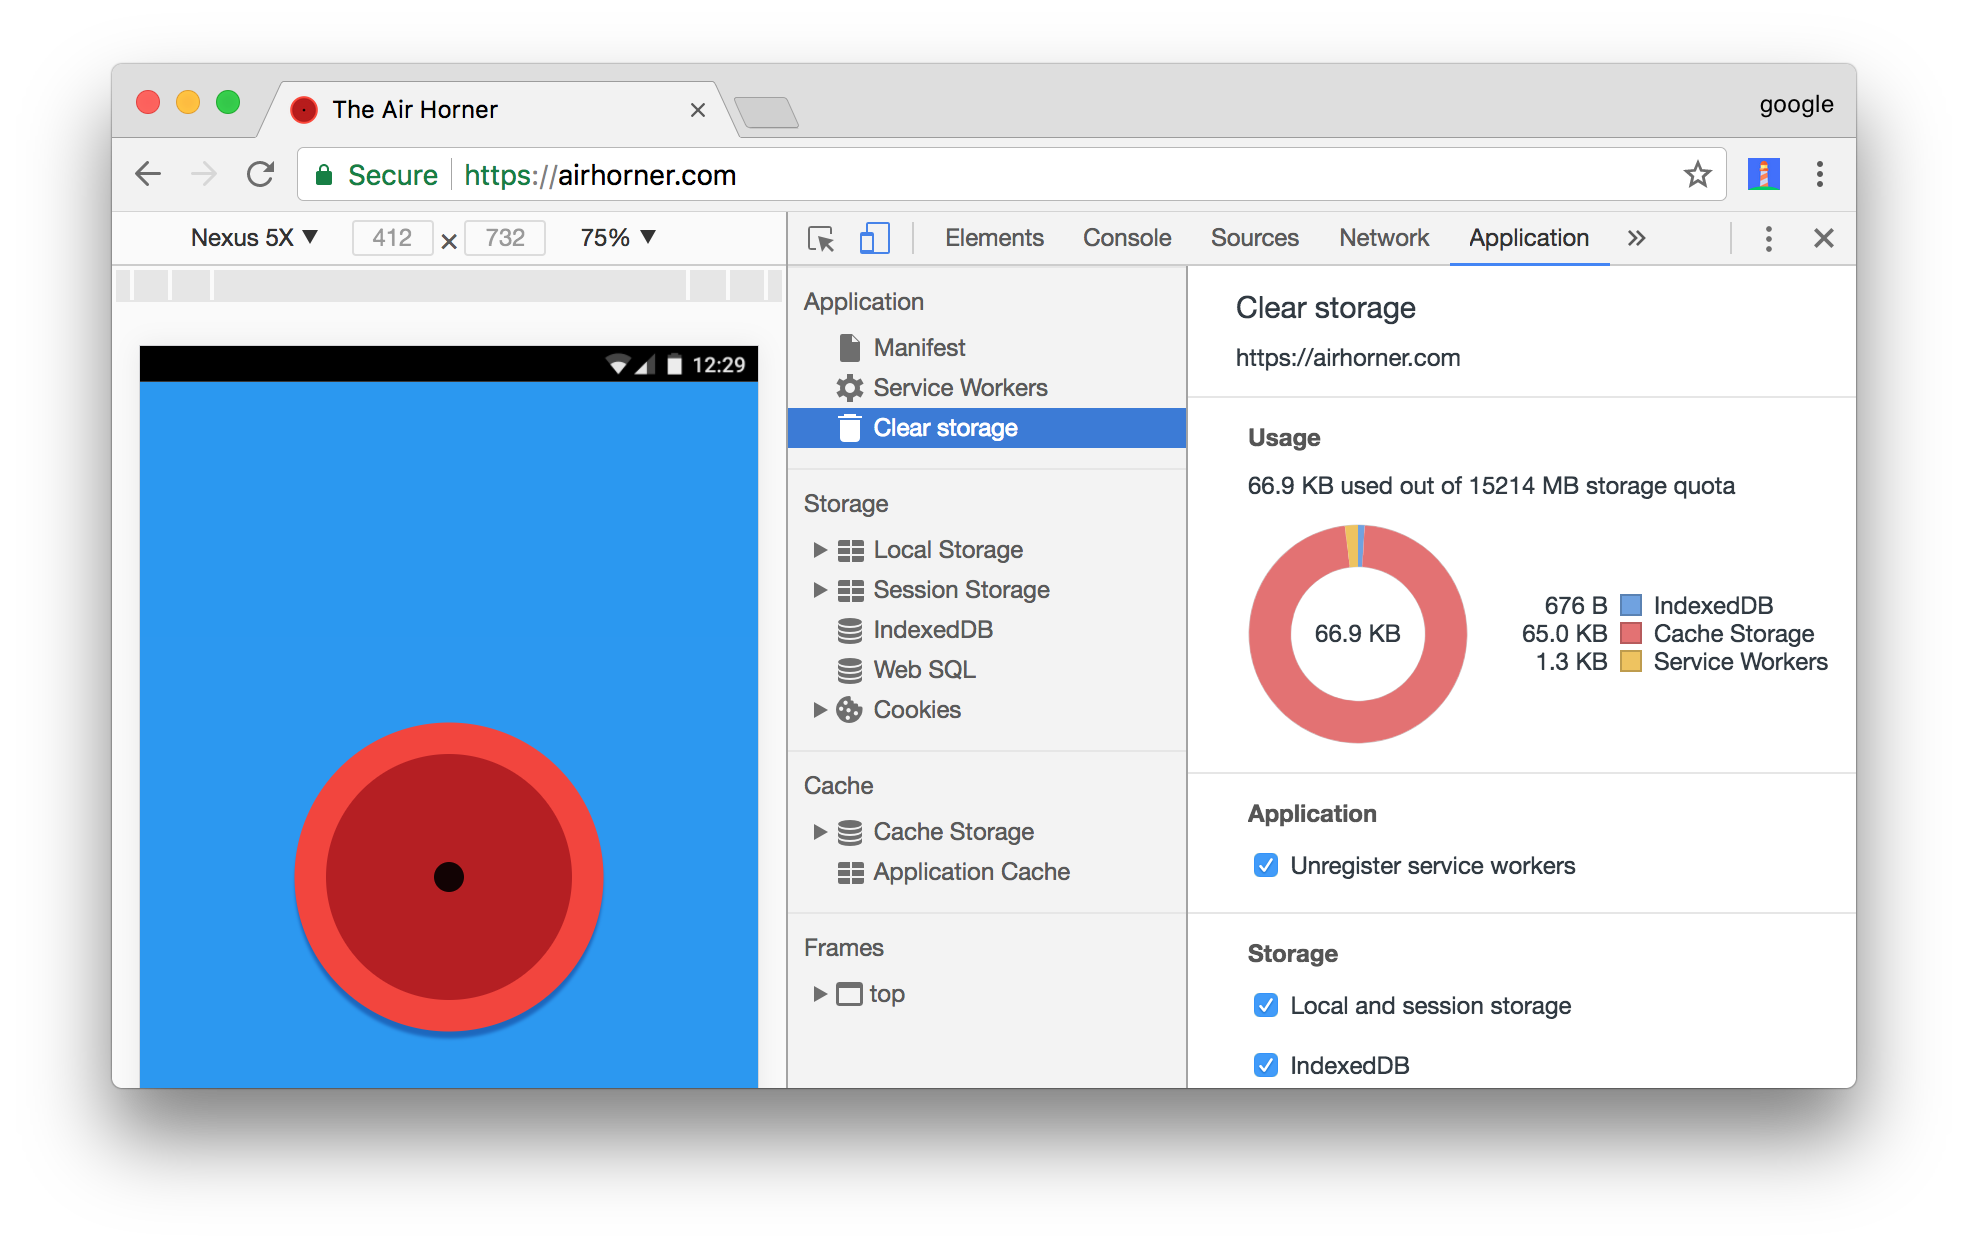 The Air Horner
google
Secure https://airhorner.com
Nexus 5X 412 × 732 75%
Elements Console Sources Network Application
12:29
Application
Manifest
Service Workers
Clear storage
Storage
Local Storage
Session Storage
IndexedDB
Web SQL
Cookies
Cache
Cache Storage
Application Cache
Frames
top
Clear storage
https://airhorner.com
Usage
66.9 KB used out of 15214 MB storage quota
66.9 KB
676 B IndexedDB
65.0 KB Cache Storage
1.3 KB Service Workers
Application
Unregister service workers
Storage
Local and session storage
IndexedDB